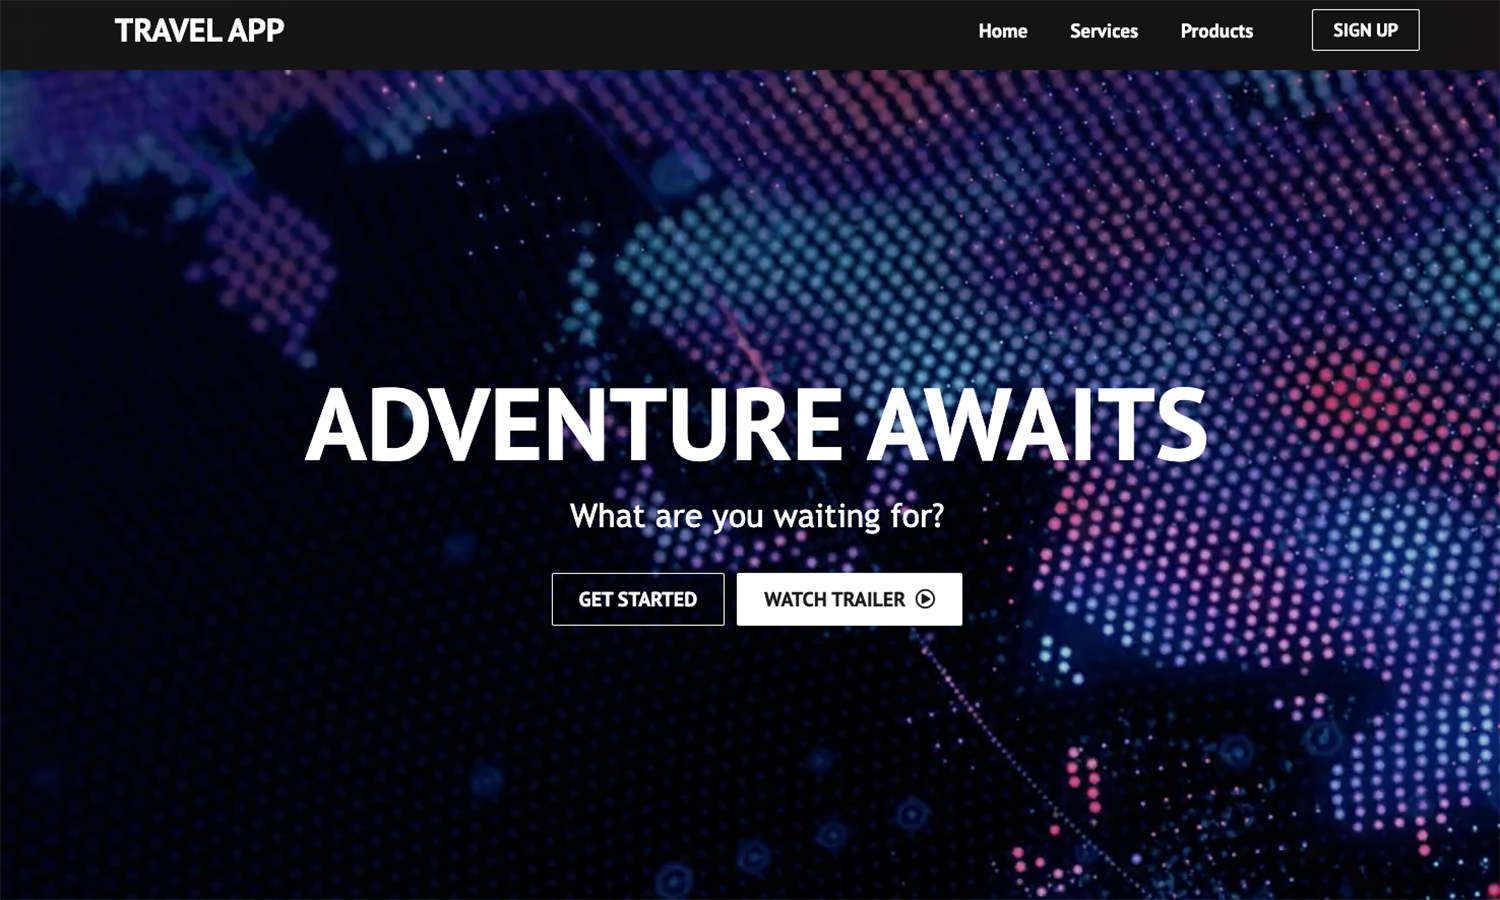 TRAVEL APP
Home Services Products SIGN UP
ADVENTURE AWAITS
What are you waiting for?
GET STARTED WATCH TRAILER